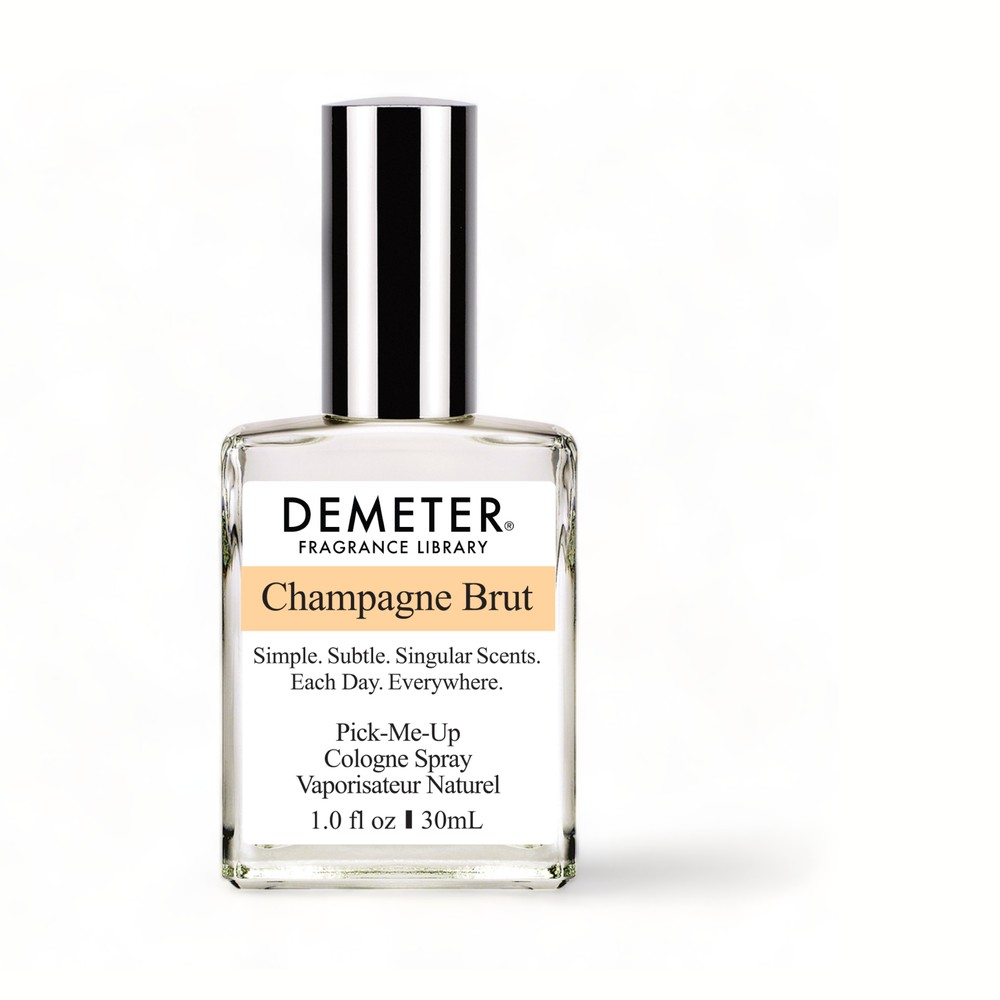 DEMETER®
FRAGRANCE LIBRARY
Champagne Brut
Simple. Subtle. Singular Scents.
Each Day. Everywhere.
Pick-Me-Up
Cologne Spray
Vaporisateur Naturel
1.0 fl oz ▌30mL